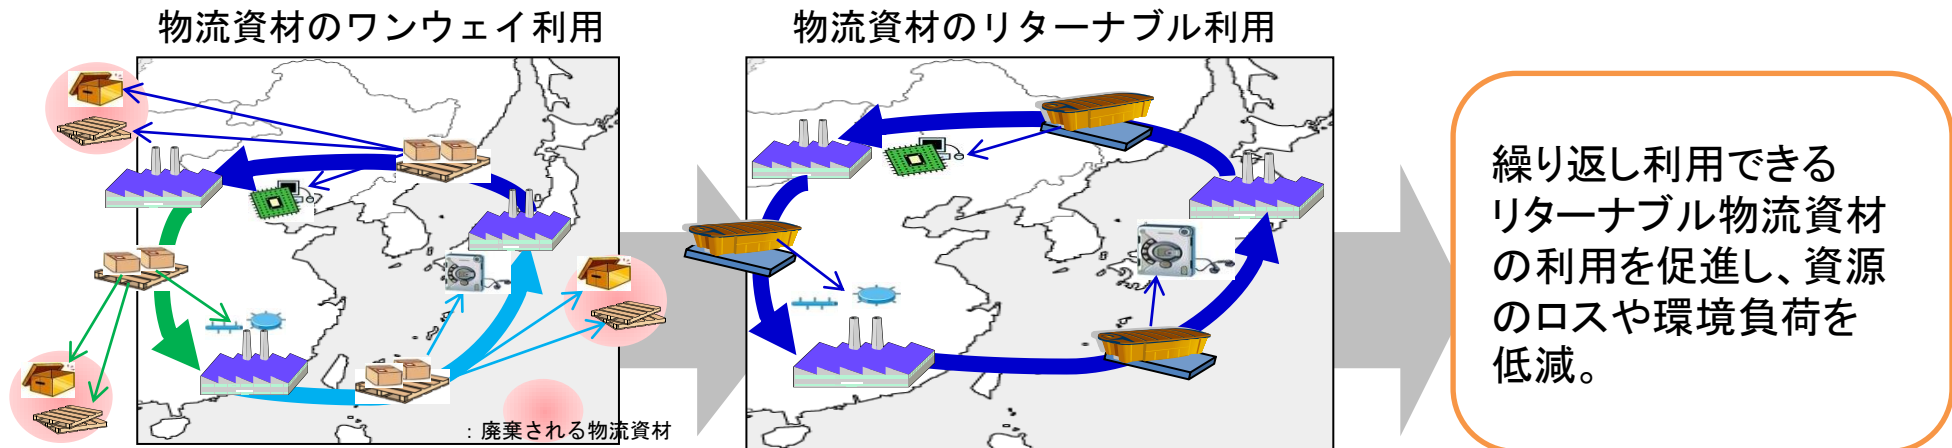 物流資材のワンウェイ利用
物流資材のリターナブル利用
：廃棄される物流資材
繰り返し利用できる
リターナブル物流資材
の利用を促進し、資源
のロスや環境負荷を
低減。